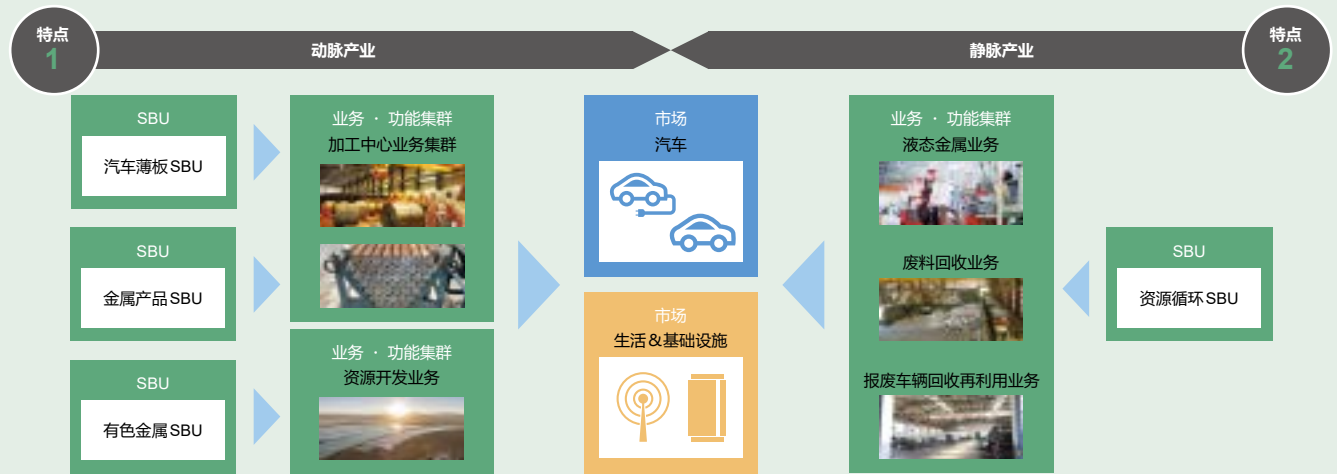 特点
1
动脉产业
静脉产业
特点
2
SBU
汽车薄板SBU
SBU
金属产品SBU
SBU
有色金属SBU
业务 · 功能集群
加工中心业务集群
业务 · 功能集群
资源开发业务
市场
汽车
市场
生活&基础设施
业务 · 功能集群
液态金属业务
废料回收业务
报废车辆回收再利用业务
SBU
资源循环SBU